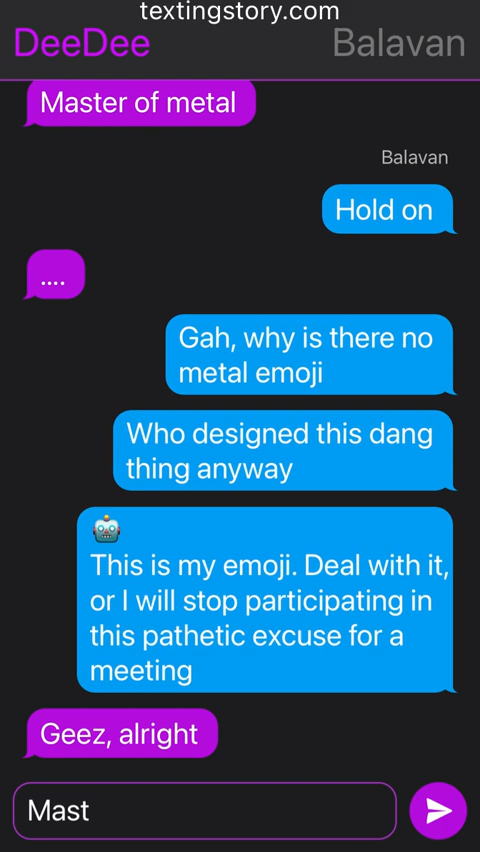 textingstory.com
DeeDee
Balavan
Master of metal
Balavan
Hold on
....
Gah, why is there no
metal emoji
Who designed this dang
thing anyway
🤖
This is my emoji. Deal with it,
or I will stop participating in
this pathetic excuse for a
meeting
Geez, alright
Mast